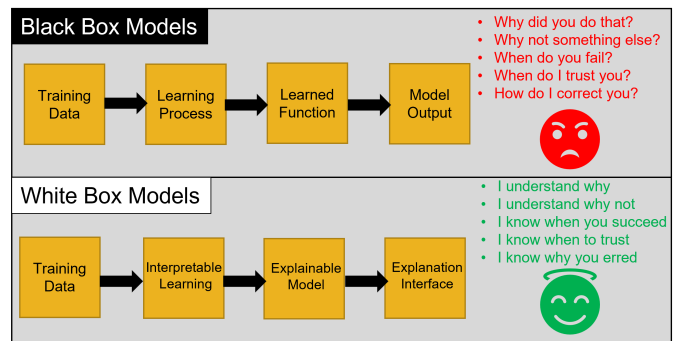 Black Box Models
• Why did you do that?
• Why not something else?
• When do you fail?
• When do I trust you?
• How do I correct you?
Training
Data
Learning
Process
Learned
Function
Model
Output
White Box Models
• I understand why
• I understand why not
• I know when you succeed
• I know when to trust
• I know why you erred
Training
Data
Interpretable
Learning
Explainable
Model
Explanation
Interface